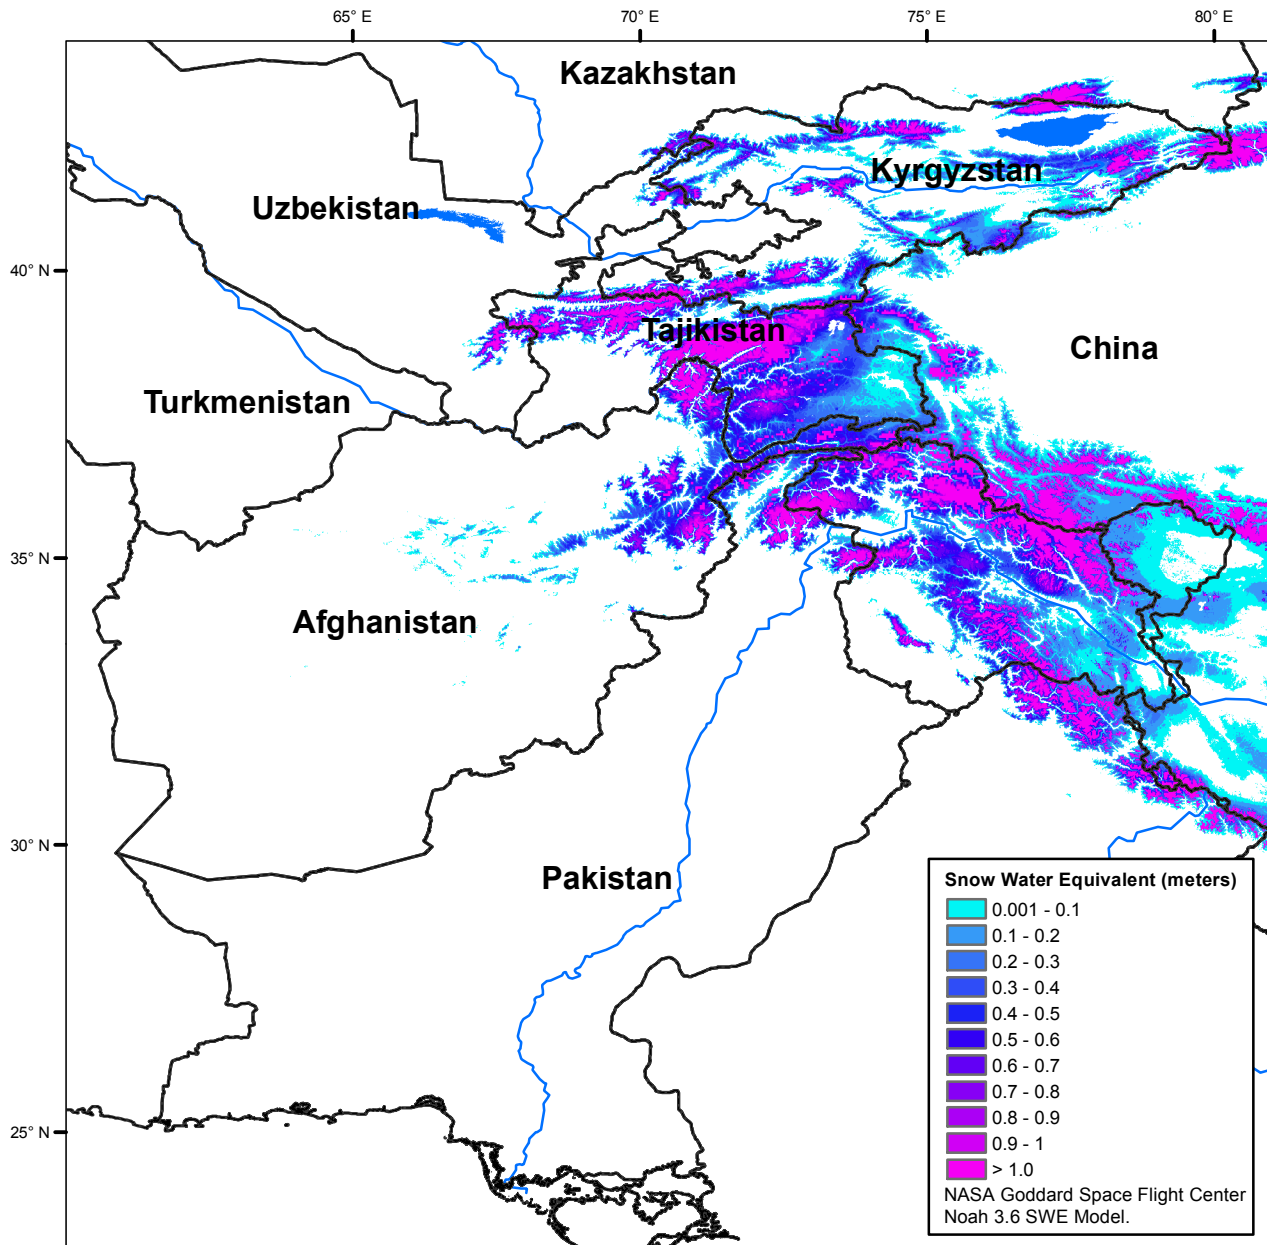 65° E
70° E
75° E
80° E
Kazakhstan
Kyrgyzstan
Uzbekistan
40° N
Tajikistan
China
Turkmenistan
35° N
Afghanistan
30° N
Pakistan
25° N
Snow Water Equivalent (meters)
0.001 - 0.1
0.1 - 0.2
0.2 - 0.3
0.3 - 0.4
0.4 - 0.5
0.5 - 0.6
0.6 - 0.7
0.7 - 0.8
0.8 - 0.9
0.9 - 1
> 1.0
NASA Goddard Space Flight Center
Noah 3.6 SWE Model.